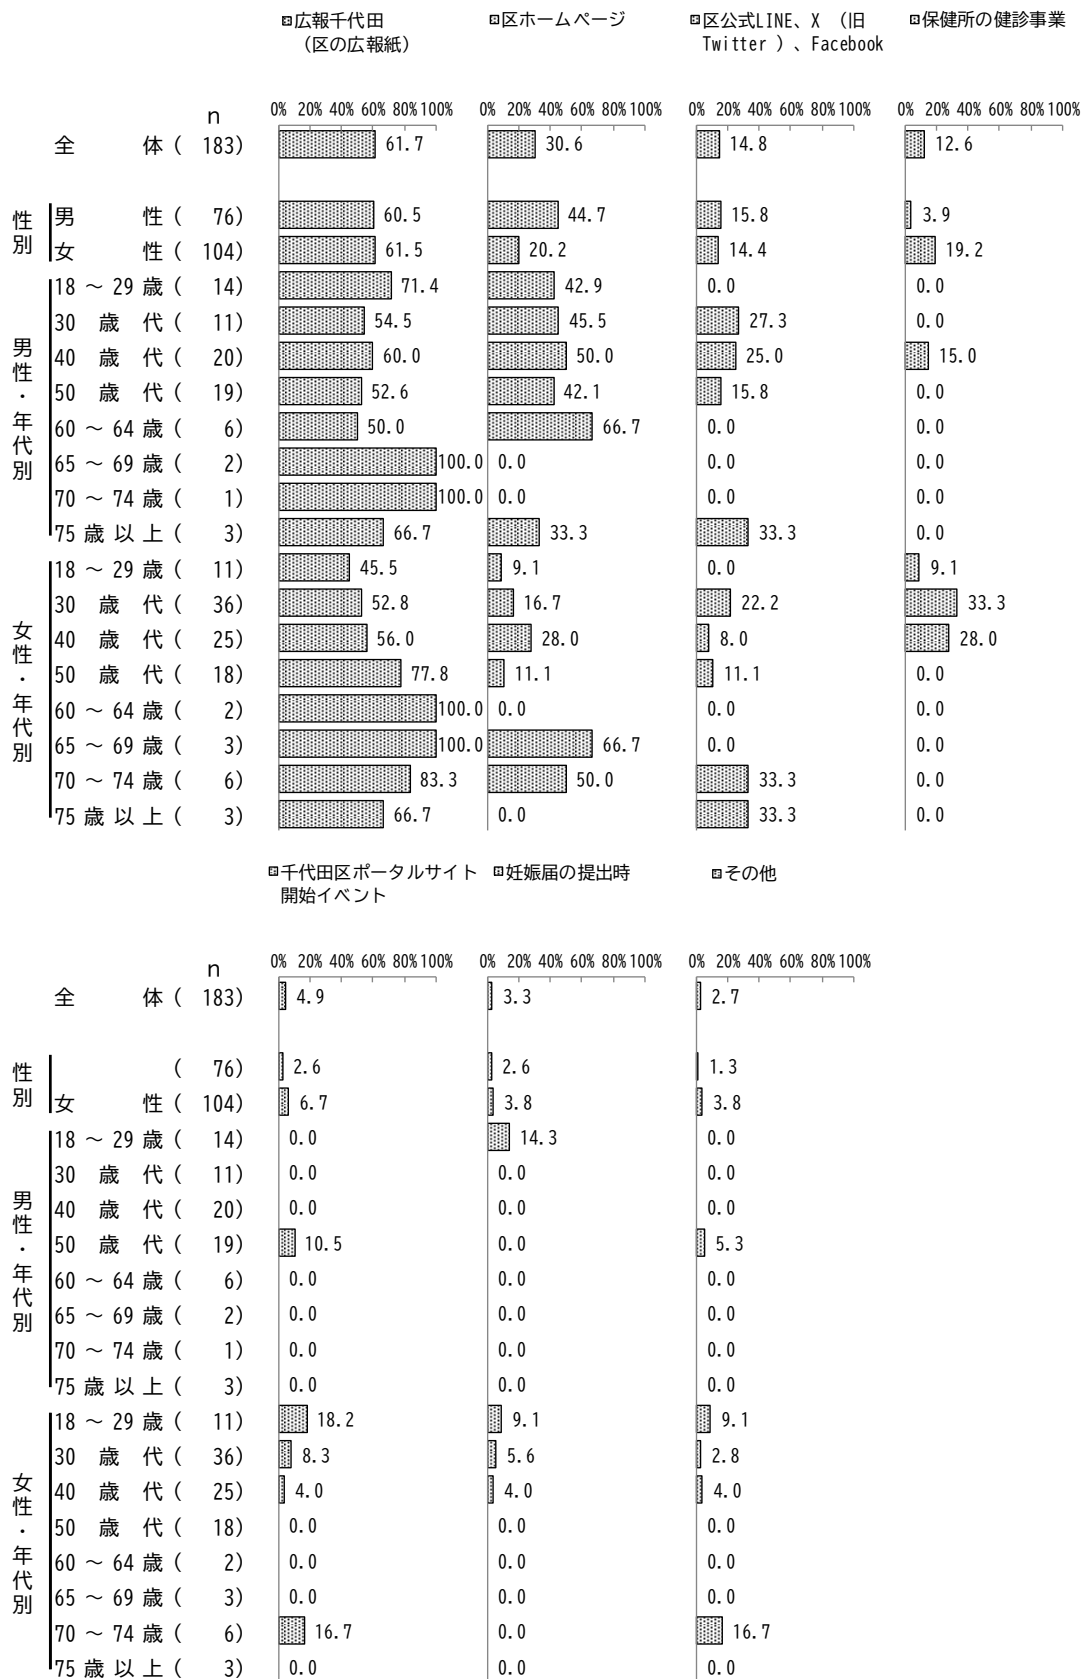 広報千代田 区ホームページ 区公式LINE、X （旧 保健所の健診事業
（区の広報紙） Twitter ）、Facebook
n 0% 20% 40% 60% 80% 100% 0% 20% 40% 60% 80% 100% 0% 20% 40% 60% 80% 100% 0% 20% 40% 60% 80% 100%
全 体 ( 183) 61.7 30.6 14.8 12.6
性別
男 性 ( 76) 60.5 44.7 15.8 3.9
女 性 ( 104) 61.5 20.2 14.4 19.2
男性・年代別
18 ～ 29 歳 ( 14) 71.4 42.9 0.0 0.0
30 歳 代 ( 11) 54.5 45.5 27.3 0.0
40 歳 代 ( 20) 60.0 50.0 25.0 15.0
50 歳 代 ( 19) 52.6 42.1 15.8 0.0
60 ～ 64 歳 ( 6) 50.0 66.7 0.0 0.0
65 ～ 69 歳 ( 2) 100.0 0.0 0.0 0.0
70 ～ 74 歳 ( 1) 100.0 0.0 0.0 0.0
75 歳 以 上 ( 3) 66.7 33.3 33.3 0.0
女性・年代別
18 ～ 29 歳 ( 11) 45.5 9.1 0.0 9.1
30 歳 代 ( 36) 52.8 16.7 22.2 33.3
40 歳 代 ( 25) 56.0 28.0 8.0 28.0
50 歳 代 ( 18) 77.8 11.1 11.1 0.0
60 ～ 64 歳 ( 2) 100.0 0.0 0.0 0.0
65 ～ 69 歳 ( 3) 100.0 66.7 0.0 0.0
70 ～ 74 歳 ( 6) 83.3 50.0 33.3 0.0
75 歳 以 上 ( 3) 66.7 0.0 33.3 0.0
千代田区ポータルサイト 妊娠届の提出時 その他
開始イベント
n 0% 20% 40% 60% 80% 100% 0% 20% 40% 60% 80% 100% 0% 20% 40% 60% 80% 100%
全 体 ( 183) 4.9 3.3 2.7
性別
( 76) 2.6 2.6 1.3
女 性 ( 104) 6.7 3.8 3.8
男性・年代別
18 ～ 29 歳 ( 14) 0.0 14.3 0.0
30 歳 代 ( 11) 0.0 0.0 0.0
40 歳 代 ( 20) 0.0 0.0 0.0
50 歳 代 ( 19) 10.5 0.0 5.3
60 ～ 64 歳 ( 6) 0.0 0.0 0.0
65 ～ 69 歳 ( 2) 0.0 0.0 0.0
70 ～ 74 歳 ( 1) 0.0 0.0 0.0
75 歳 以 上 ( 3) 0.0 0.0 0.0
女性・年代別
18 ～ 29 歳 ( 11) 18.2 9.1 9.1
30 歳 代 ( 36) 8.3 5.6 2.8
40 歳 代 ( 25) 4.0 4.0 4.0
50 歳 代 ( 18) 0.0 0.0 0.0
60 ～ 64 歳 ( 2) 0.0 0.0 0.0
65 ～ 69 歳 ( 3) 0.0 0.0 0.0
70 ～ 74 歳 ( 6) 16.7 0.0 16.7
75 歳 以 上 ( 3) 0.0 0.0 0.0